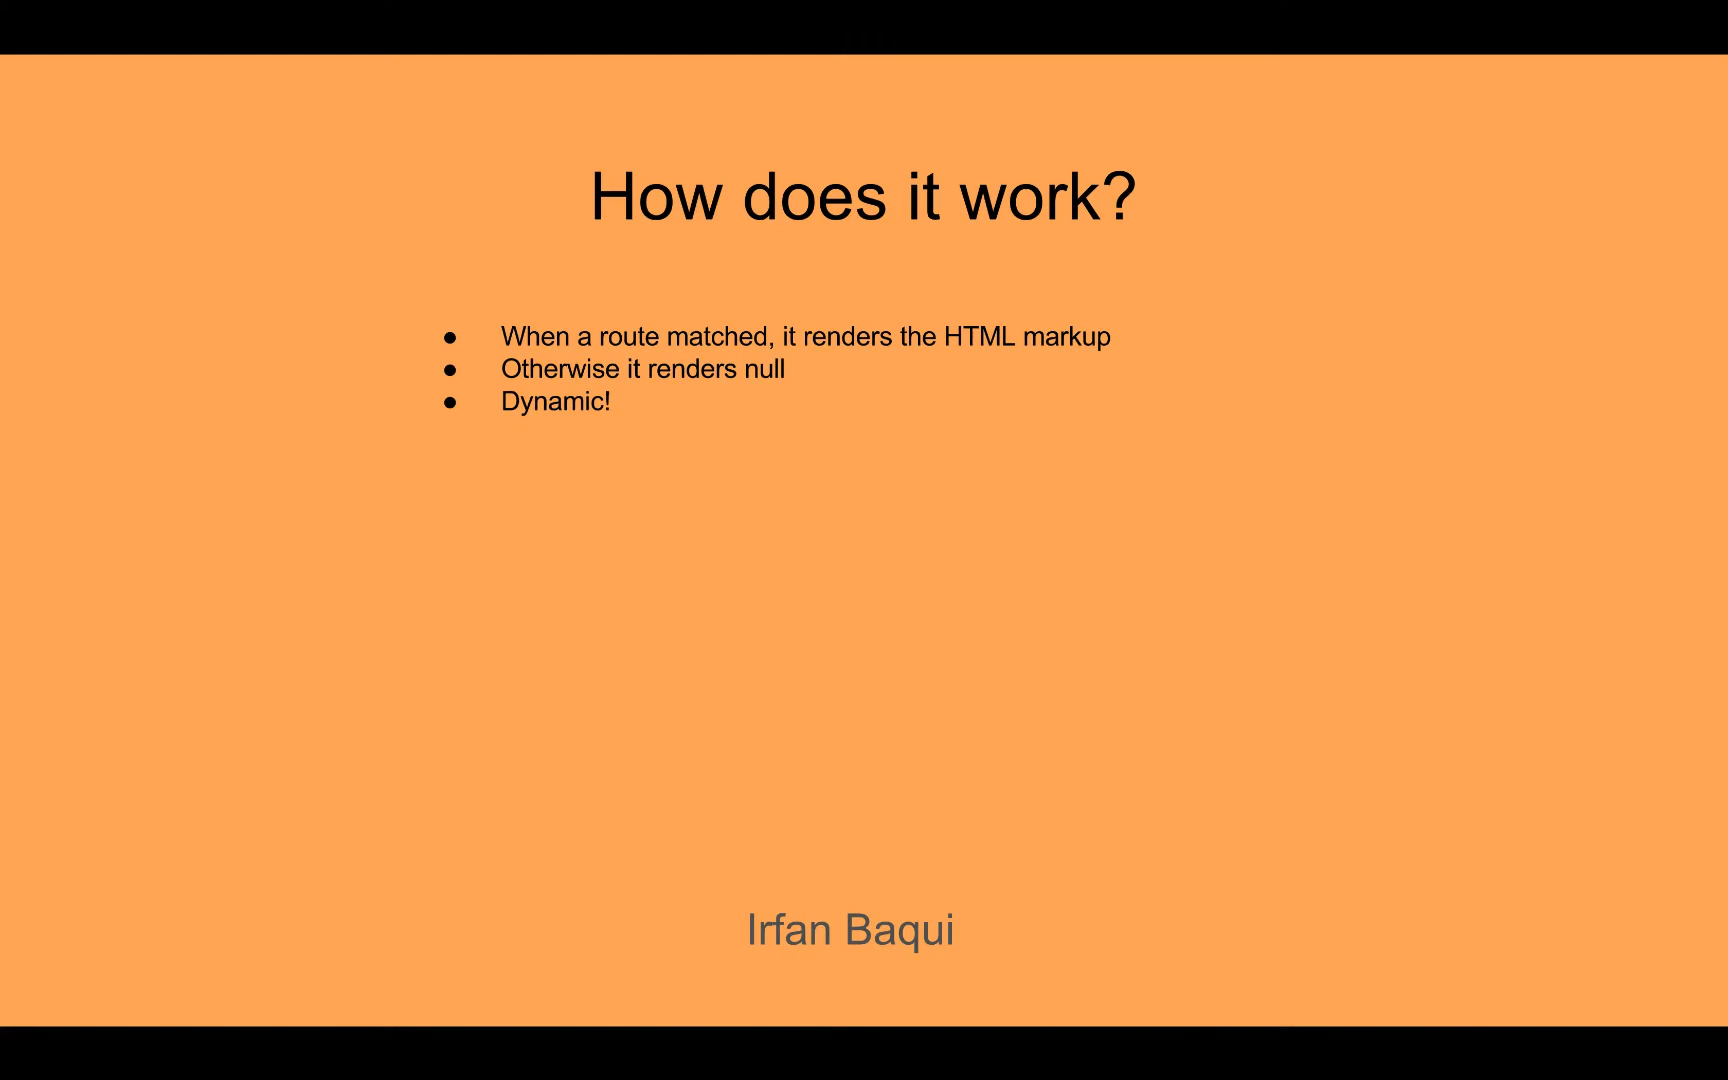 How does it work?
● When a route matched, it renders the HTML markup
● Otherwise it renders null
● Dynamic!
Irfan Baqui